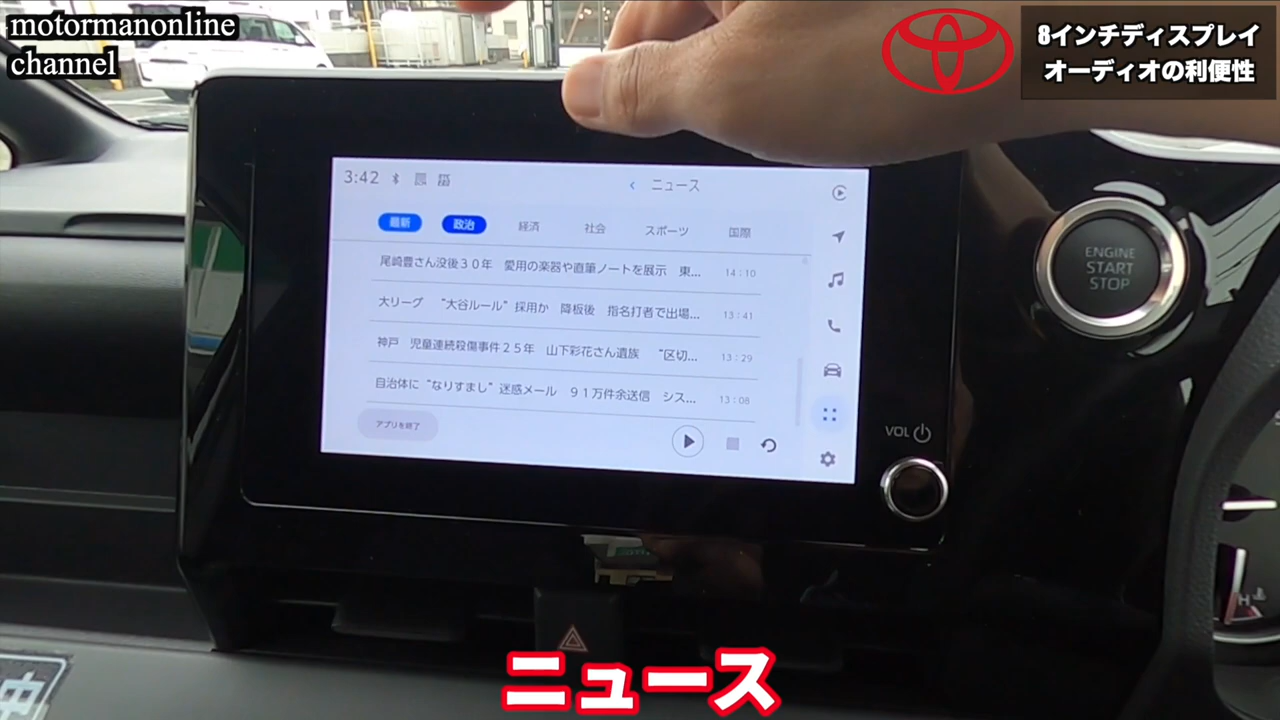 motormanonline
channel
8インチディスプレイ
オーディオの利便性
3:42
ニュース
最新 政治 経済 社会 スポーツ 国際
尾崎豊さん没後30年 愛用の楽器や直筆ノートを展示 東... 14:10
大リーグ “大谷ルール”採用か 降板後 指名打者で出場... 13:41
神戸 児童連続殺傷事件25年 山下彩花さん遺族 “区切... 13:29
自治体に“なりすまし”迷惑メール 91万件余送信 シス... 13:08
アプリを終了
ENGINE
START
STOP
VOL
H
ニュース